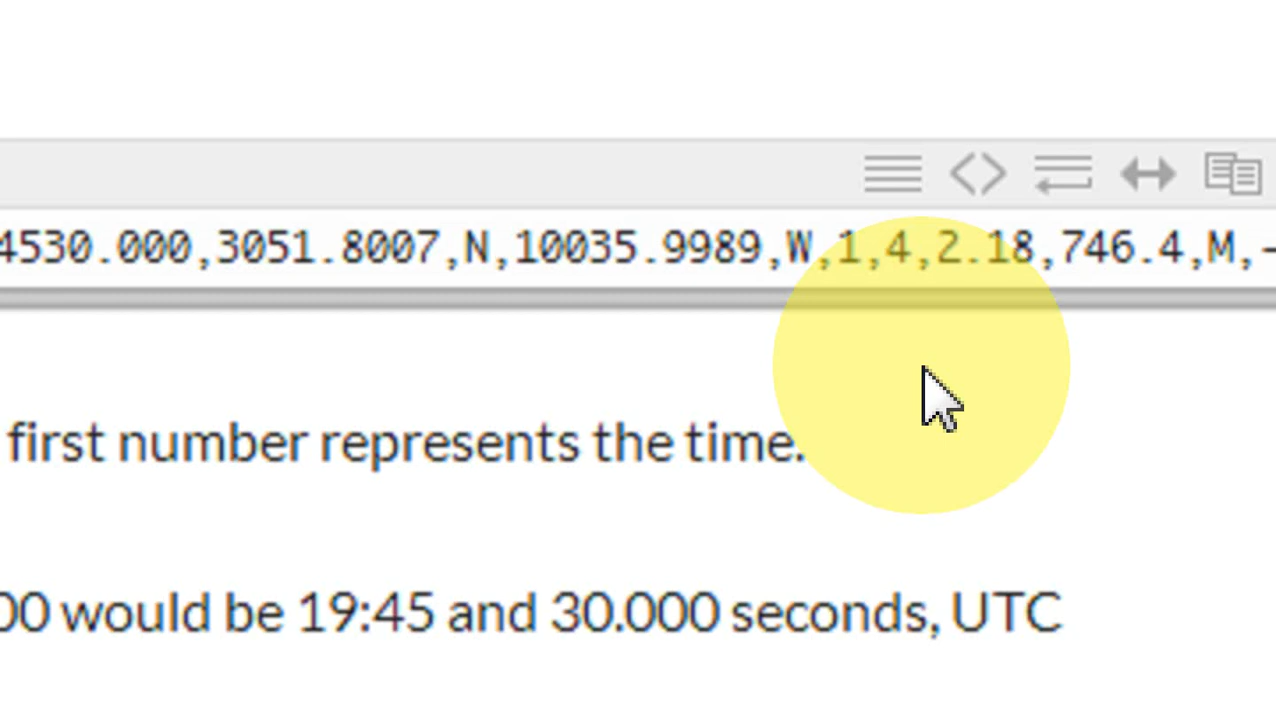 4530.000,3051.8007,N,10035.9989,W,1,4,2.18,746.4,M,-
first number represents the time.
00 would be 19:45 and 30.000 seconds, UTC